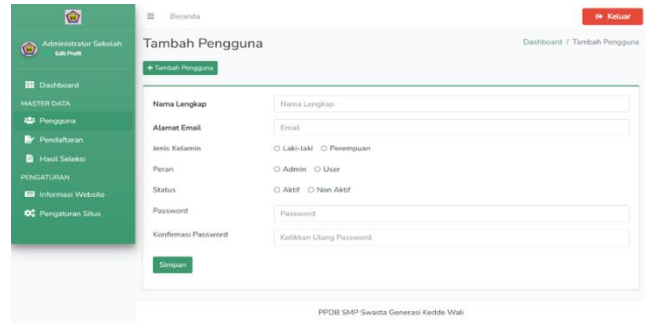 Beranda
Keluar
Administrator Sekolah
Edit Profil
Dashboard
MASTER DATA
Pengguna
Pendaftaran
Hasil Seleksi
PENGATURAN
Informasi Website
Pengaturan Situs
Tambah Pengguna
Dashboard / Tambah Pengguna
+ Tambah Pengguna
Nama Lengkap Nama Lengkap
Alamat Email Email
Jenis Kelamin Laki-laki Perempuan
Peran Admin User
Status Aktif Non Aktif
Password Password
Konfirmasi Password Ketikkan Ulang Password
Simpan
PPDB SMP Swasta Generasi Kedde Wali